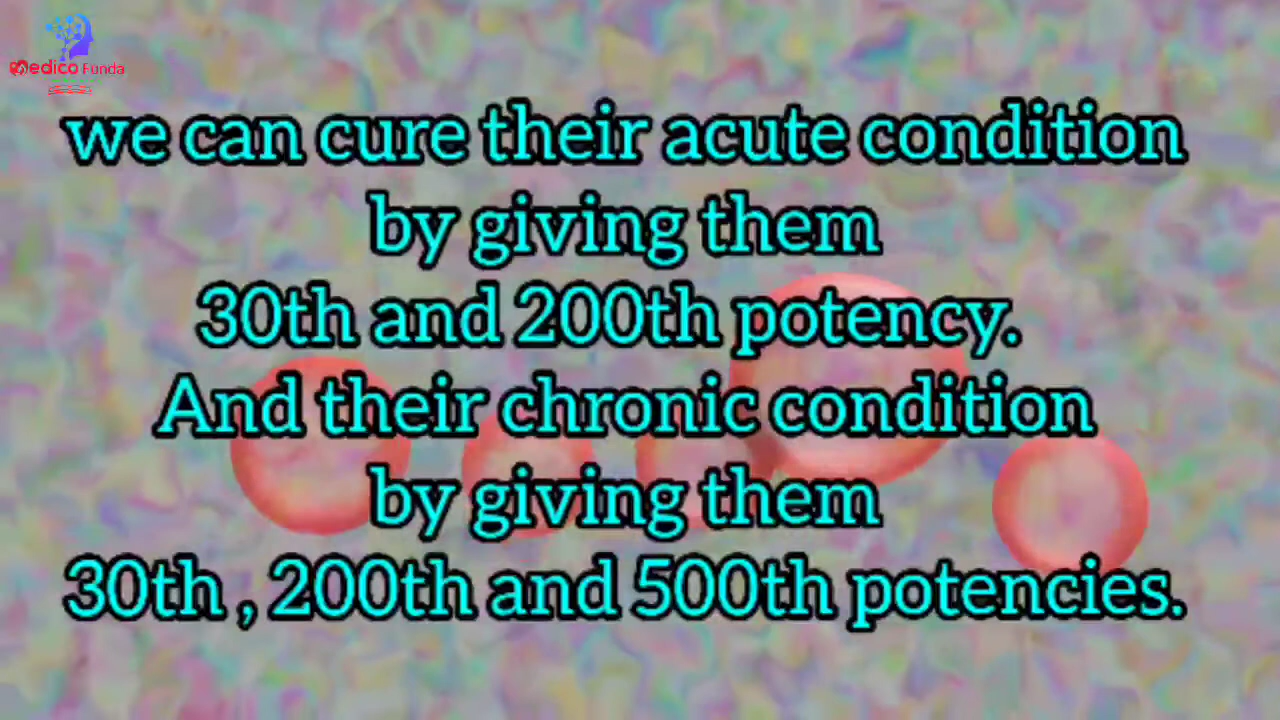 Medico Funda
we can cure their acute condition
by giving them
30th and 200th potency.
And their chronic condition
by giving them
30th , 200th and 500th potencies.